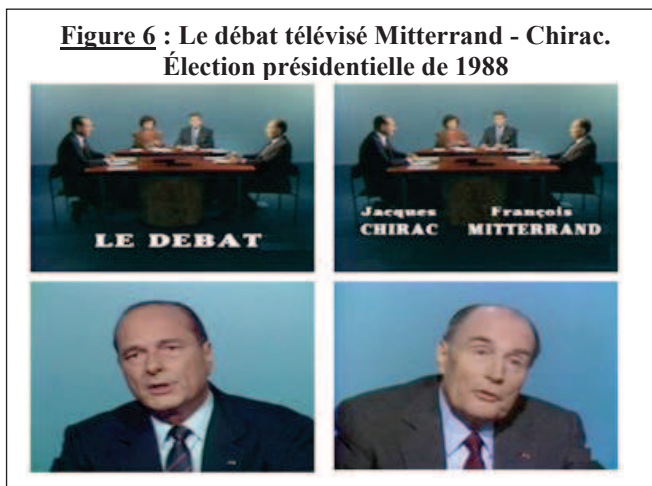 Figure 6 : Le débat télévisé Mitterrand - Chirac.
Élection présidentielle de 1988
LE DEBAT
Jacques François
CHIRAC MITTERRAND